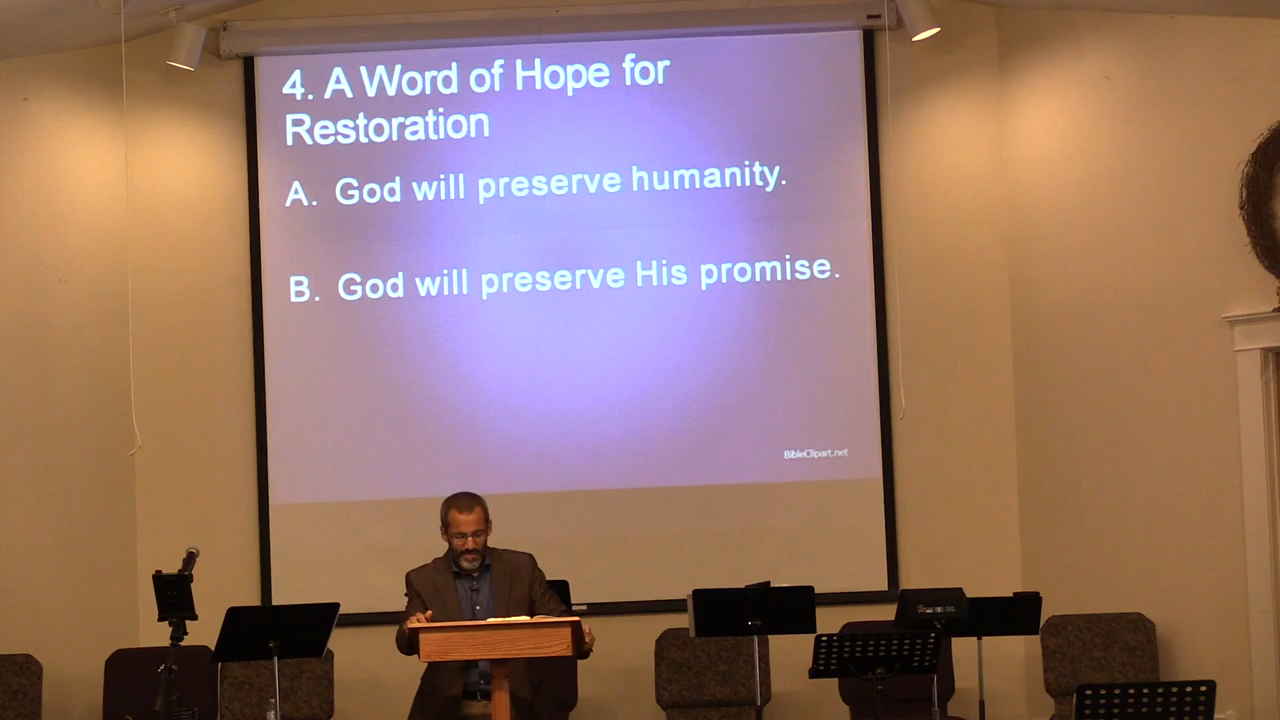 4. A Word of Hope for
Restoration
A. God will preserve humanity.
B. God will preserve His promise.
BibleClipart.net